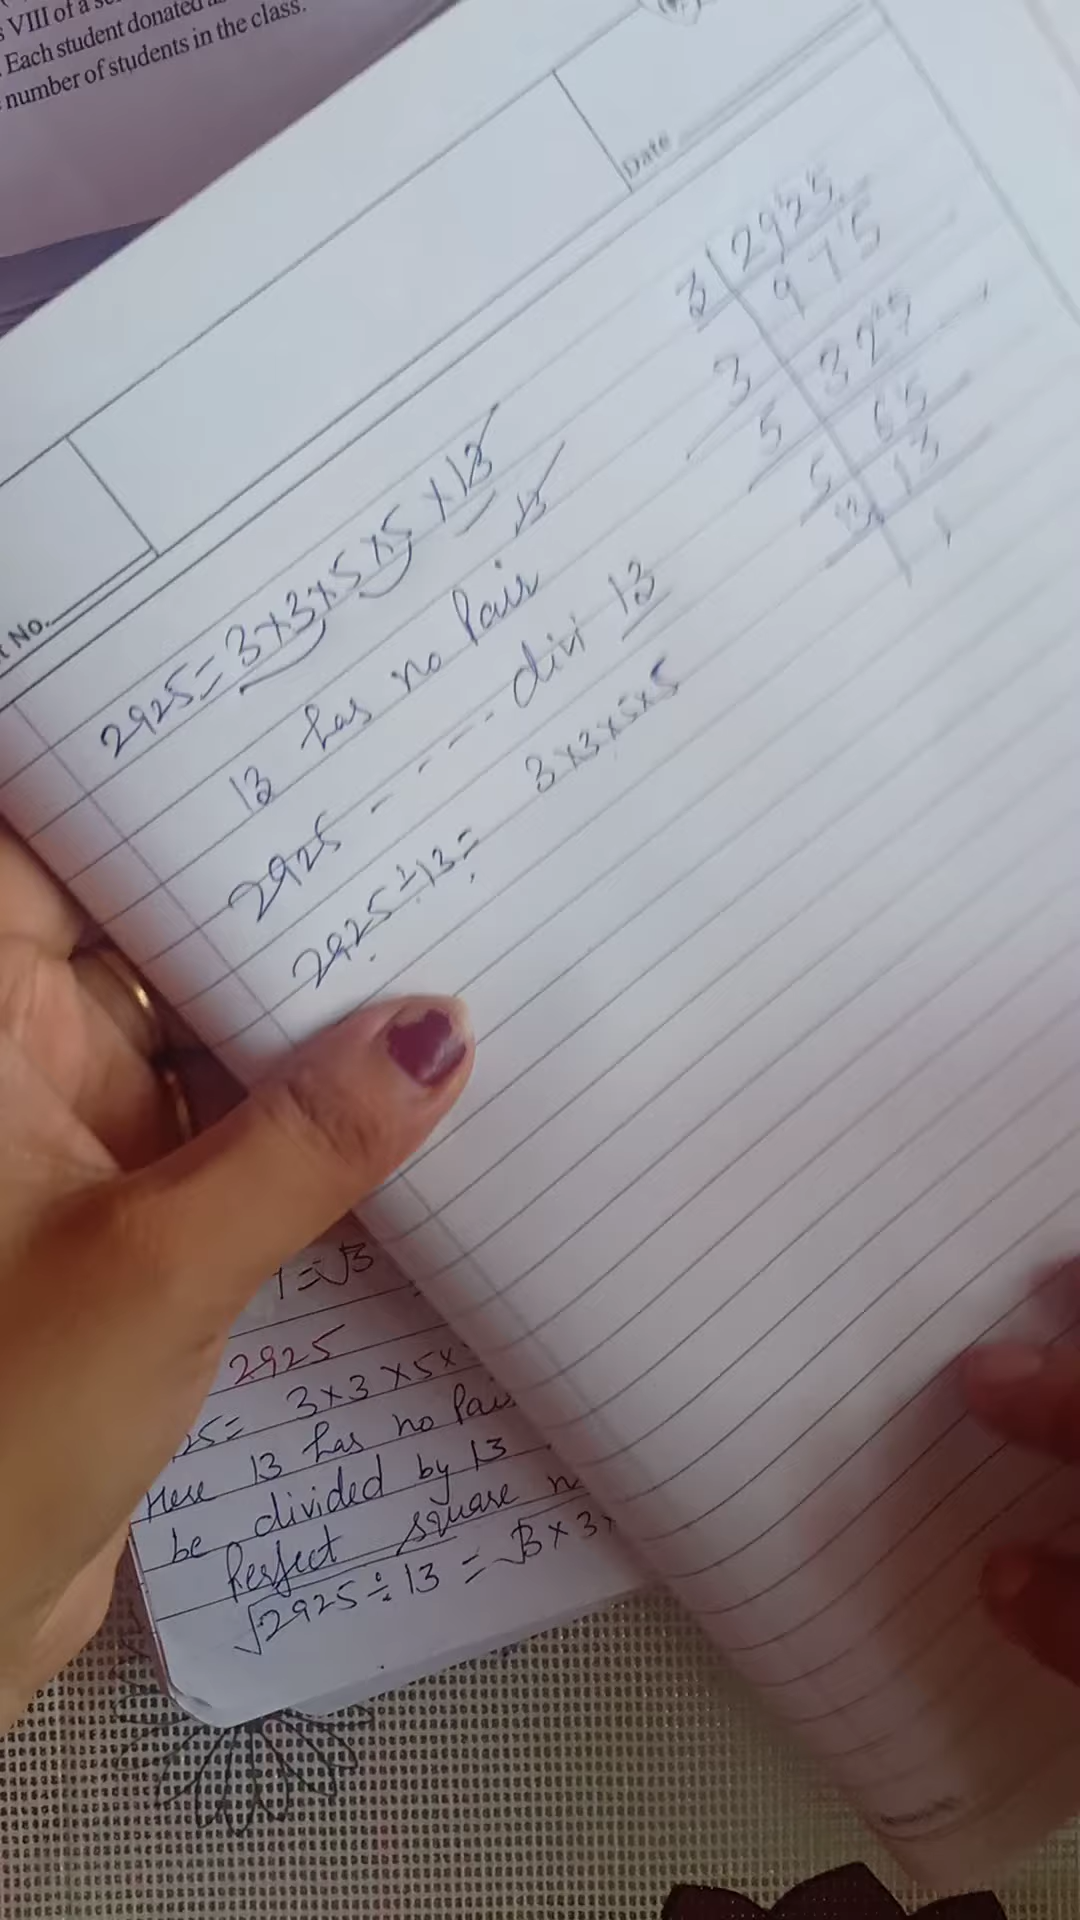 VIII of a
Each student donated
number of students in the class.
Date
No.
3 2925
3 975
5 325
5 65
13 13
1
2925 = 3×3×5×5×13
13
13 has no Pair
2925 - - - - divi 13
2925 ÷ 13 = 3×3×5×5
2925
25 = 3×3×5×
Here 13 has no Pai
be divided by 13
Perfect square n
√2925÷13 = √3×3×